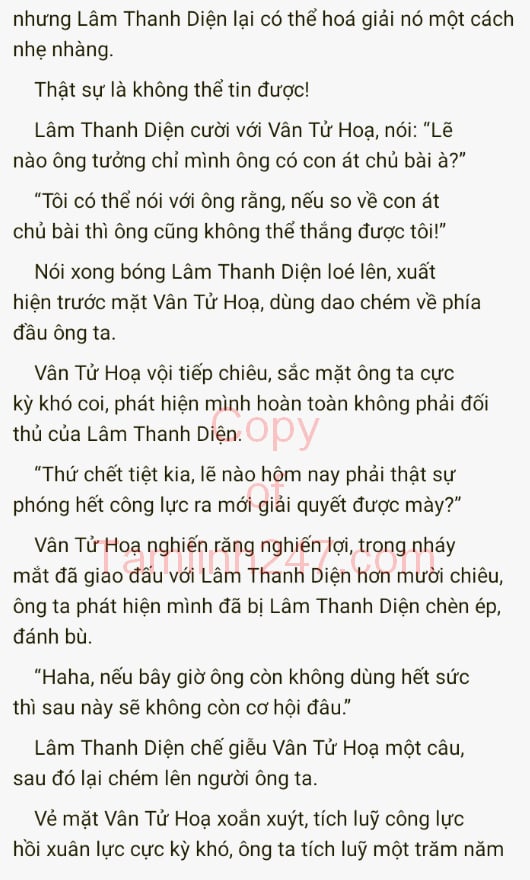 nhưng Lâm Thanh Diện lại có thể hoá giải nó một cách
nhẹ nhàng.
Thật sự là không thể tin được!
Lâm Thanh Diện cười với Vân Tử Hoạ, nói: “Lẽ
nào ông tưởng chỉ mình ông có con át chủ bài à?”
“Tôi có thể nói với ông rằng, nếu so về con át
chủ bài thì ông cũng không thể thắng được tôi!”
Nói xong bóng Lâm Thanh Diện loé lên, xuất
hiện trước mặt Vân Tử Hoạ, dùng dao chém về phía
đầu ông ta.
Vân Tử Hoạ vội tiếp chiêu, sắc mặt ông ta cực
kỳ khó coi, phát hiện mình hoàn toàn không phải đối
thủ của Lâm Thanh Diện.
Copy
“Thứ chết tiệt kia, lẽ nào hôm nay phải thật sự
of
phóng hết công lực ra mới giải quyết được mày?”
Vân Tử Hoạ nghiến răng nghiến lợi, trong nháy
Tamlinh247.com
mắt đã giao đấu với Lâm Thanh Diện hơn mười chiêu,
ông ta phát hiện mình đã bị Lâm Thanh Diện chèn ép,
đánh bù.
“Haha, nếu bây giờ ông còn không dùng hết sức
thì sau này sẽ không còn cơ hội đâu.”
Lâm Thanh Diện chế giễu Vân Tử Hoạ một câu,
sau đó lại chém lên người ông ta.
Vẻ mặt Vân Tử Hoạ xoắn xuýt, tích luỹ công lực
hồi xuân lực cực kỳ khó, ông ta tích luỹ một trăm năm